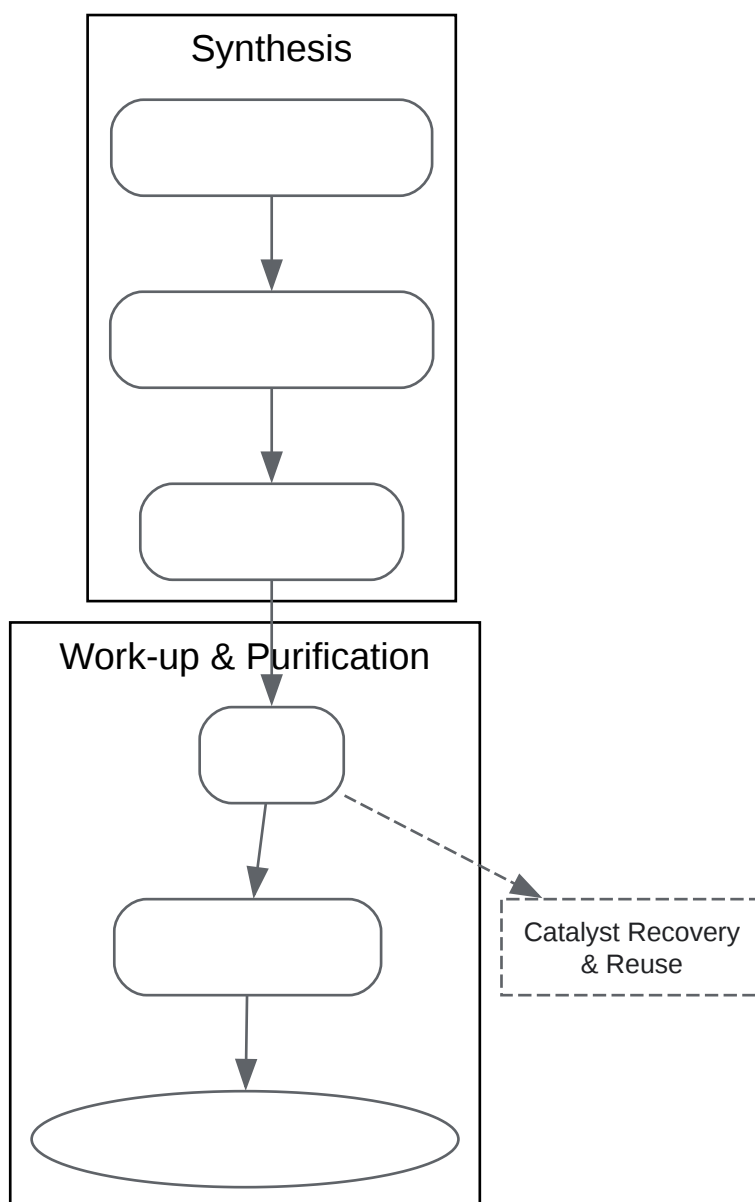 Synthesis
Work-up & Purification
Catalyst Recovery
& Reuse